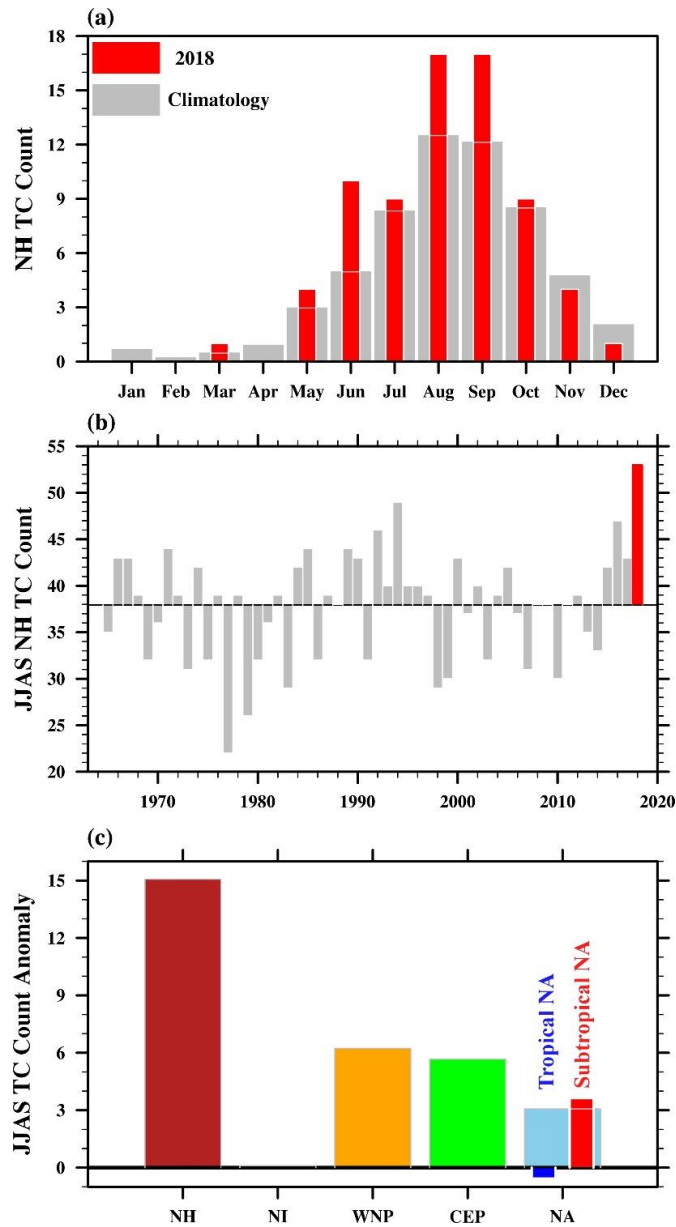 (a)
18
15
12
9
6
3
0
NH TC Count
2018
Climatology
Jan Feb Mar Apr May Jun Jul Aug Sep Oct Nov Dec
(b)
55
50
45
40
35
30
25
20
JJAS NH TC Count
1970 1980 1990 2000 2010 2020
(c)
15
12
9
6
3
0
JJAS TC Count Anomaly
Tropical NA
Subtropical NA
NH NI WNP CEP NA